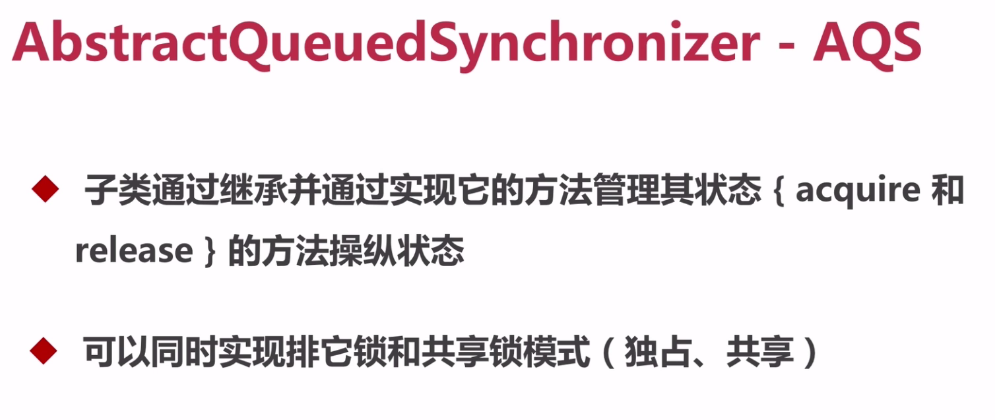 AbstractQueuedSynchronizer - AQS
子类通过继承并通过实现它的方法管理其状态 { acquire 和
release } 的方法操纵状态
可以同时实现排它锁和共享锁模式（独占、共享）